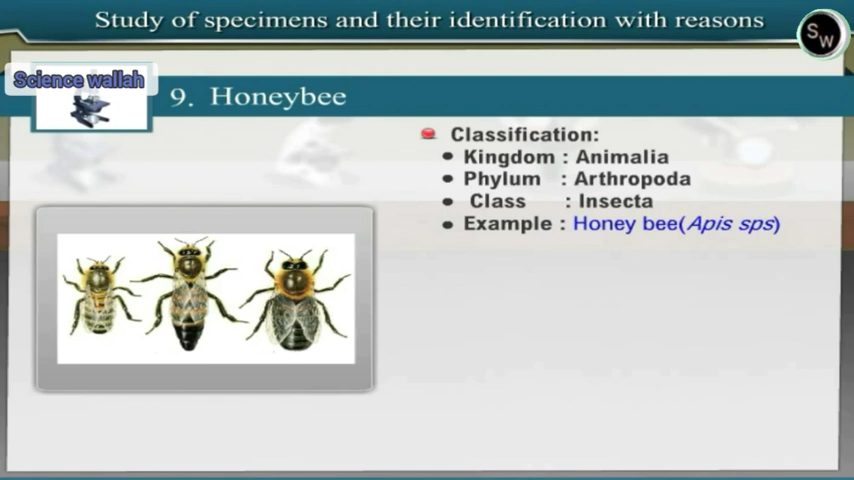 Study of specimens and their identification with reasons
SW
Science wallah
9. Honeybee
Classification:
Kingdom : Animalia
Phylum : Arthropoda
Class : Insecta
Example : Honey bee(Apis sps)